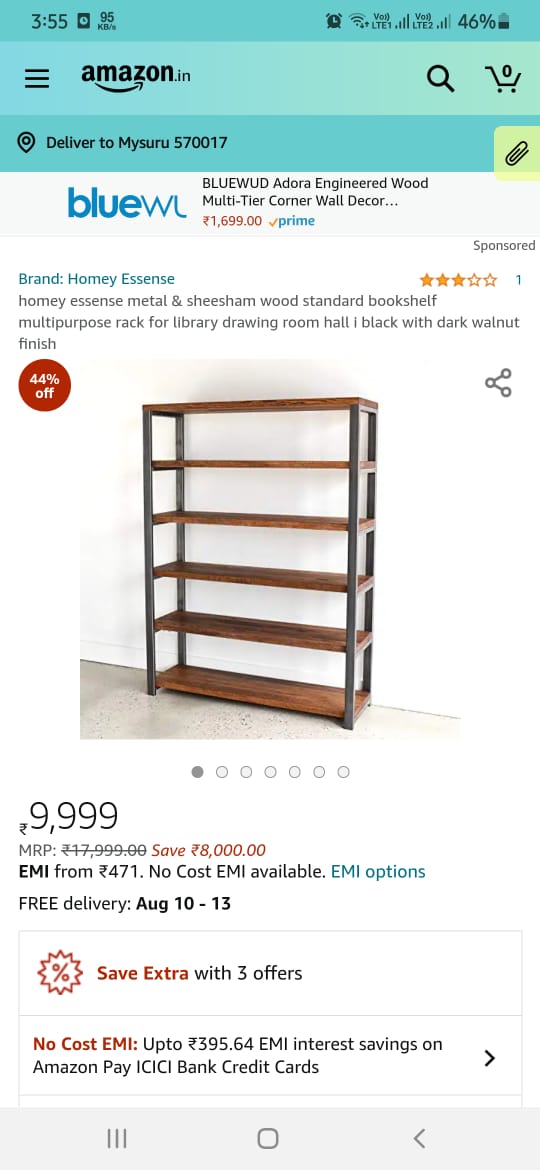 3:55 95 KB/s Vo)) LTE1 Vo)) LTE2 46%
amazon.in 0
Deliver to Mysuru 570017
BLUEWUD Adora Engineered Wood
bluewu Multi-Tier Corner Wall Decor...
₹1,699.00 prime
Sponsored
Brand: Homey Essense 1
homey essense metal & sheesham wood standard bookshelf
multipurpose rack for library drawing room hall i black with dark walnut
finish
44%
off
₹9,999
MRP: ₹17,999.00 Save ₹8,000.00
EMI from ₹471. No Cost EMI available. EMI options
FREE delivery: Aug 10 - 13
% Save Extra with 3 offers
No Cost EMI: Upto ₹395.64 EMI interest savings on
Amazon Pay ICICI Bank Credit Cards